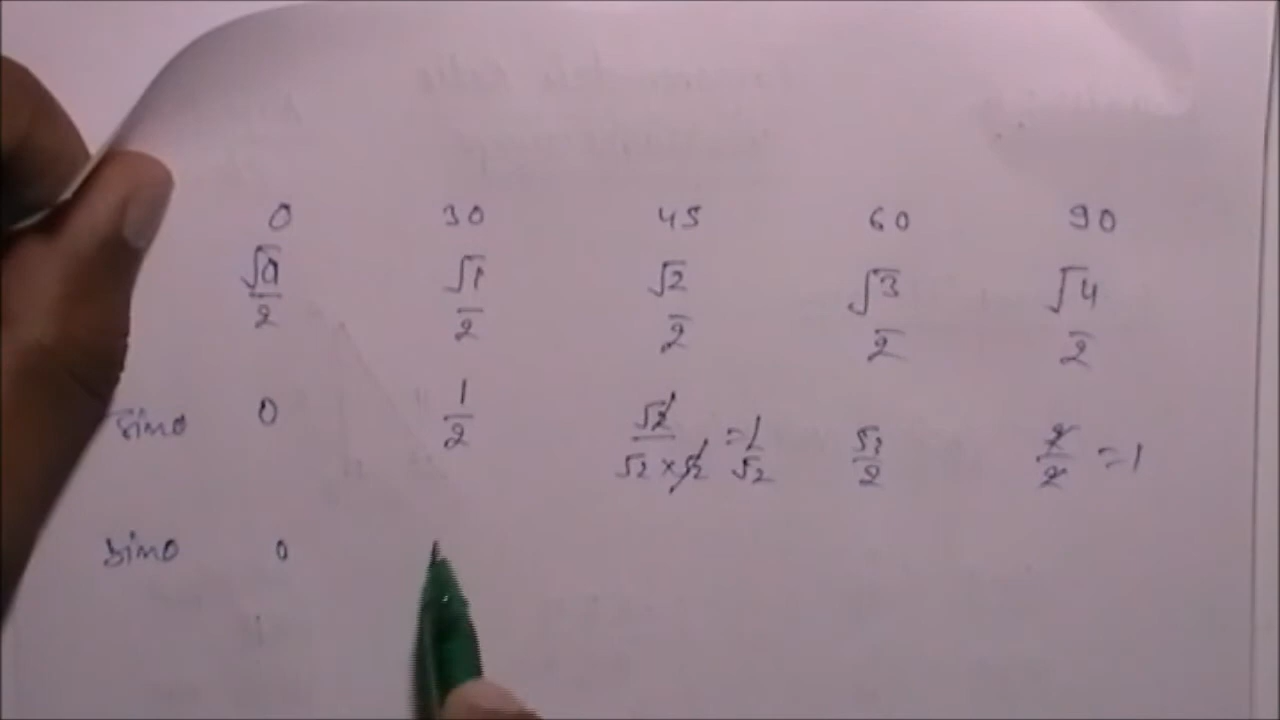 0 30 45 60 90
√0/2 √1/2 √2/2 √3/2 √4/2
sinθ 0 1/2 √2/√2×√2 =1/√2 √3/2 2/2 =1
sinθ 0